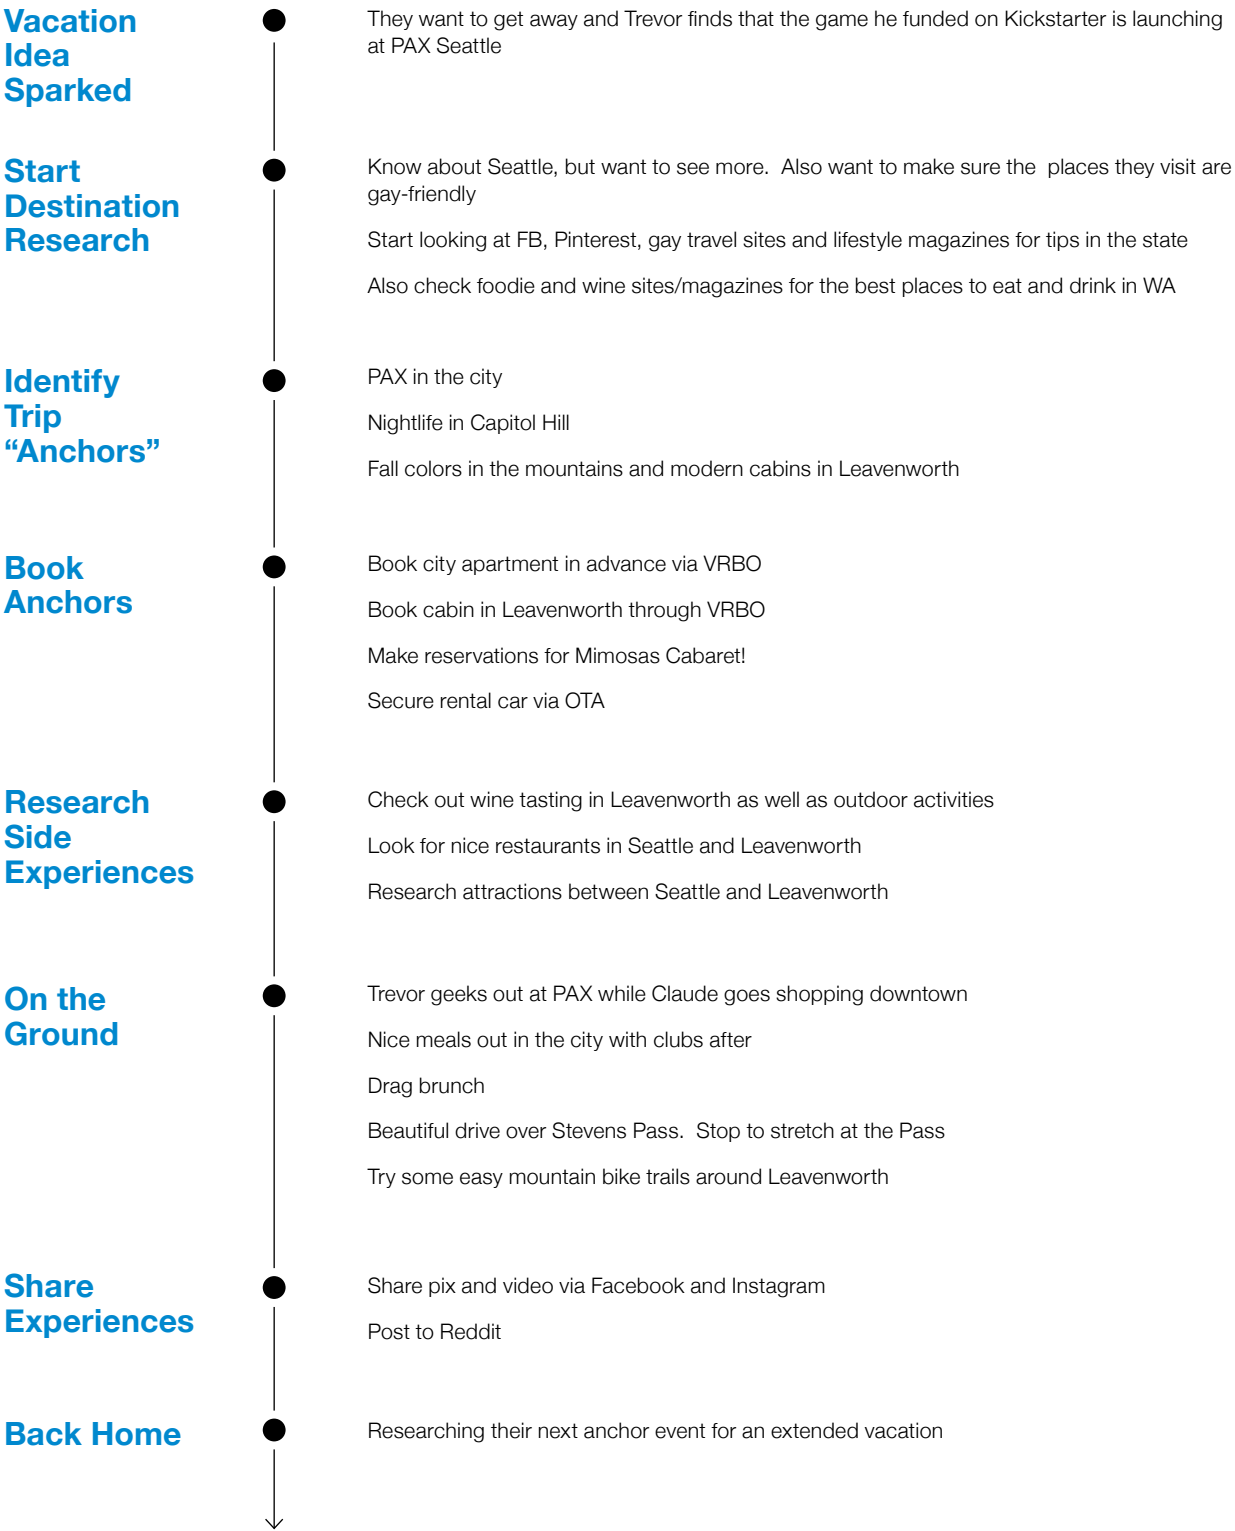 Vacation
Idea
Sparked
They want to get away and Trevor finds that the game he funded on Kickstarter is launching
at PAX Seattle
Start
Destination
Research
Know about Seattle, but want to see more.  Also want to make sure the  places they visit are
gay-friendly
Start looking at FB, Pinterest, gay travel sites and lifestyle magazines for tips in the state
Also check foodie and wine sites/magazines for the best places to eat and drink in WA
Identify
Trip
“Anchors”
PAX in the city
Nightlife in Capitol Hill
Fall colors in the mountains and modern cabins in Leavenworth
Book
Anchors
Book city apartment in advance via VRBO
Book cabin in Leavenworth through VRBO
Make reservations for Mimosas Cabaret!
Secure rental car via OTA
Research
Side
Experiences
Check out wine tasting in Leavenworth as well as outdoor activities
Look for nice restaurants in Seattle and Leavenworth
Research attractions between Seattle and Leavenworth
On the
Ground
Trevor geeks out at PAX while Claude goes shopping downtown
Nice meals out in the city with clubs after
Drag brunch
Beautiful drive over Stevens Pass.  Stop to stretch at the Pass
Try some easy mountain bike trails around Leavenworth
Share
Experiences
Share pix and video via Facebook and Instagram
Post to Reddit
Back Home
Researching their next anchor event for an extended vacation